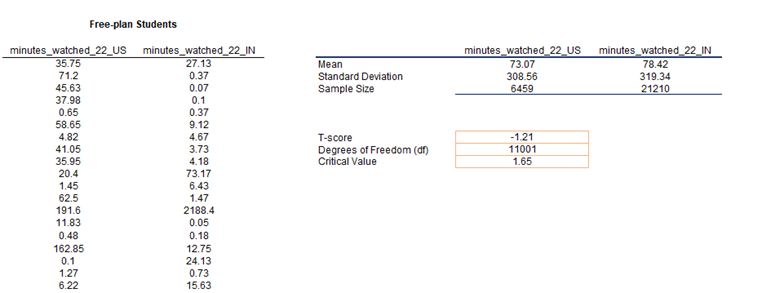 Free-plan Students
minutes_watched_22_US minutes_watched_22_IN
35.75 27.13
71.2 0.37
45.63 0.07
37.98 0.1
0.65 0.37
58.65 9.12
4.82 4.67
41.05 3.73
35.95 4.18
20.4 73.17
1.45 6.43
62.5 1.47
191.6 2188.4
11.83 0.05
0.48 0.18
162.85 12.75
0.1 24.13
1.27 0.73
6.22 15.63
minutes_watched_22_US minutes_watched_22_IN
Mean 73.07 78.42
Standard Deviation 308.56 319.34
Sample Size 6459 21210
T-score -1.21
Degrees of Freedom (df) 11001
Critical Value 1.65